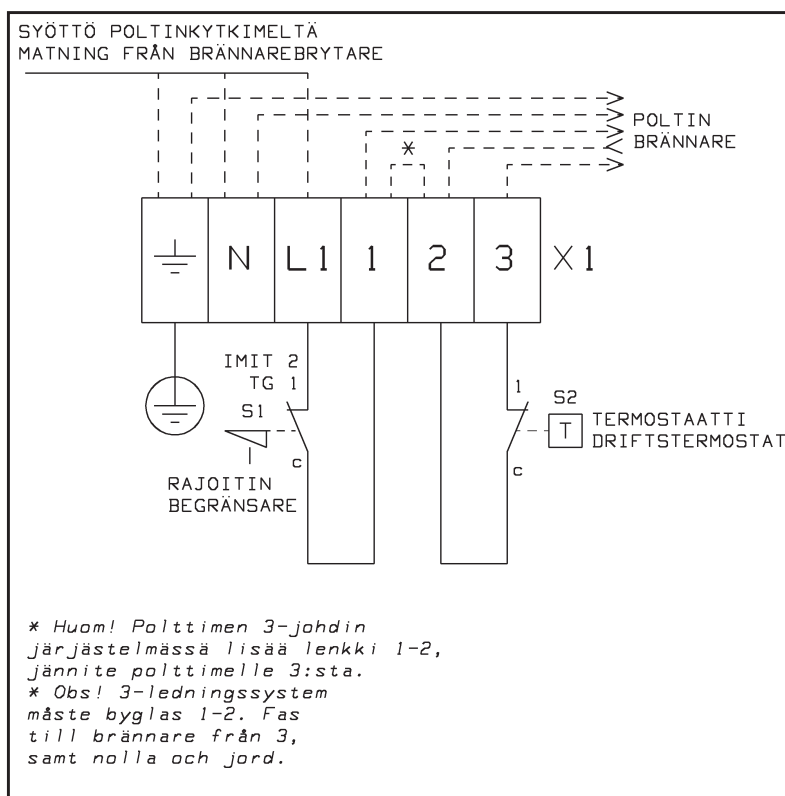 SYÖTTÖ POLTINKYTKIMELTÄ
MATNING FRÅN BRÄNNAREBRYTARE
POLTIN
BRÄNNARE
*
N L1 1 2 3 X1
IMIT 2
TG 1
S1
c
RAJOITIN
BEGRÄNSARE
1
S2
T
TERMOSTAATTI
DRIFTSTERMOSTAT
c
* Huom! Polttimen 3-johdin
järjästelmässä lisää lenkki 1-2,
jännite polttimelle 3:sta.
* Obs! 3-ledningssystem
måste byglas 1-2. Fas
till brännare från 3,
samt nolla och jord.